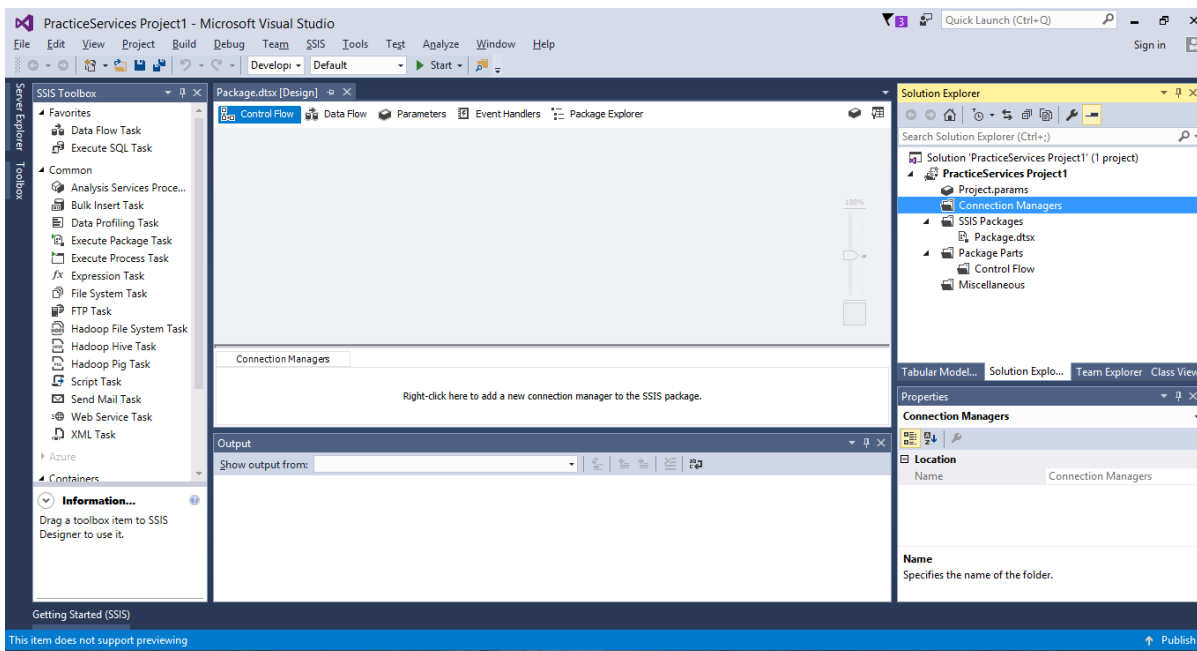 PracticeServices Project1 - Microsoft Visual Studio
3
Quick Launch (Ctrl+Q)
File Edit View Project Build Debug Team SSIS Tools Test Analyze Window Help
Sign in
Developı Default Start
Server Explorer
Toolbox
SSIS Toolbox
Favorites
Data Flow Task
Execute SQL Task
Common
Analysis Services Proce...
Bulk Insert Task
Data Profiling Task
Execute Package Task
Execute Process Task
Expression Task
File System Task
FTP Task
Hadoop File System Task
Hadoop Hive Task
Hadoop Pig Task
Script Task
Send Mail Task
Web Service Task
XML Task
Azure
Containers
Information...
Drag a toolbox item to SSIS
Designer to use it.
Getting Started (SSIS)
Package.dtsx [Design]
Control Flow Data Flow Parameters Event Handlers Package Explorer
100%
Connection Managers
Right-click here to add a new connection manager to the SSIS package.
Output
Show output from:
Solution Explorer
Search Solution Explorer (Ctrl+;)
Solution 'PracticeServices Project1' (1 project)
PracticeServices Project1
Project.params
Connection Managers
SSIS Packages
Package.dtsx
Package Parts
Control Flow
Miscellaneous
Tabular Model... Solution Explo... Team Explorer Class View
Properties
Connection Managers
Location
Name Connection Managers
Name
Specifies the name of the folder.
This item does not support previewing
Publish